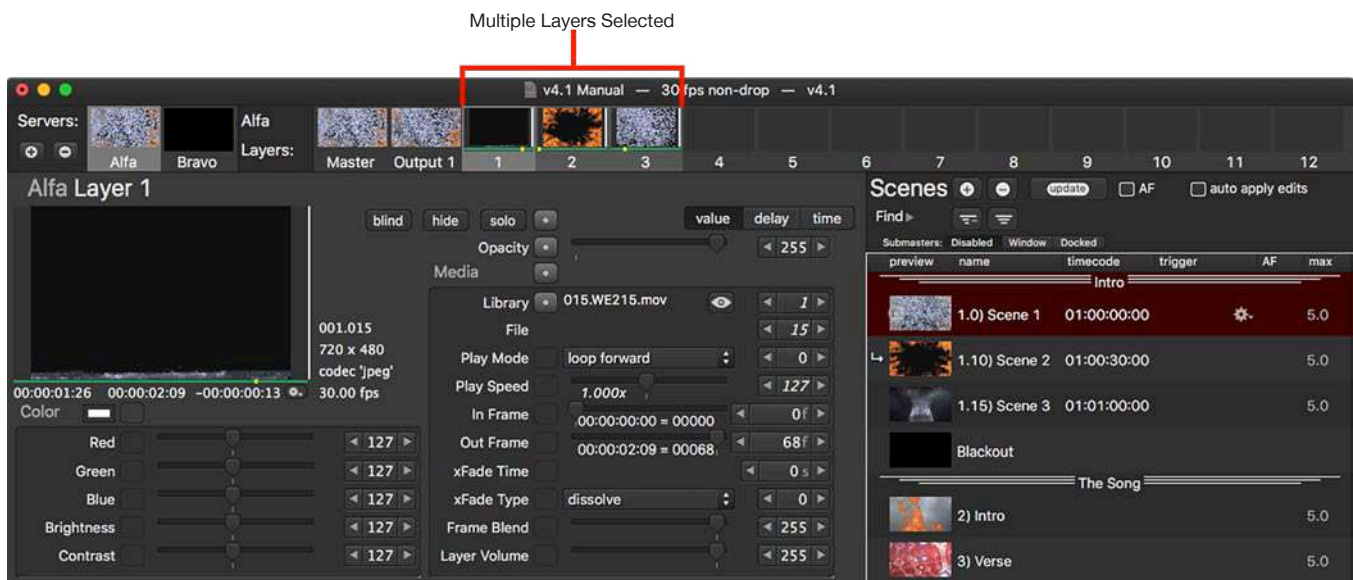 Multiple Layers Selected
v4.1 Manual — 30 fps non-drop — v4.1
Servers:
Alfa
Bravo
Alfa
Layers:
Master
Output 1
1
2
3
4
5
6
7
8
9
10
11
12
Alfa Layer 1
blind
hide
solo
value
delay
time
Opacity
255
Media
Library
015.WE215.mov
1
File
15
Play Mode
loop forward
0
Play Speed
1.000x
127
In Frame
00:00:00:00 = 00000
0f
Out Frame
00:00:02:09 = 00068
68f
xFade Time
0 s
xFade Type
dissolve
0
Frame Blend
255
Layer Volume
255
001.015
720 x 480
codec 'jpeg'
30.00 fps
00:00:01:26 00:00:02:09 -00:00:00:13
Color
Red
127
Green
127
Blue
127
Brightness
127
Contrast
127
Scenes
update
AF
auto apply edits
Find
Submasters: Disabled Window Docked
preview name timecode trigger AF max
Intro
1.0) Scene 1 01:00:00:00 5.0
1.10) Scene 2 01:00:30:00 5.0
1.15) Scene 3 01:01:00:00 5.0
Blackout
The Song
2) Intro 5.0
3) Verse 5.0